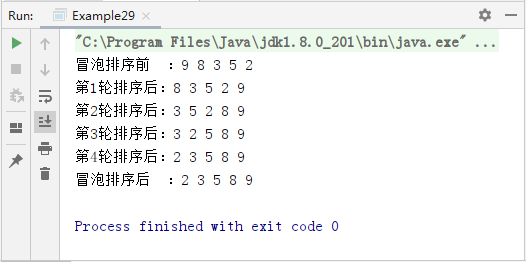 Run: Example29
"C:\Program Files\Java\jdk1.8.0_201\bin\java.exe" ...
冒泡排序前  :9 8 3 5 2
第1轮排序后:8 3 5 2 9
第2轮排序后:3 5 2 8 9
第3轮排序后:3 2 5 8 9
第4轮排序后:2 3 5 8 9
冒泡排序后  :2 3 5 8 9
Process finished with exit code 0